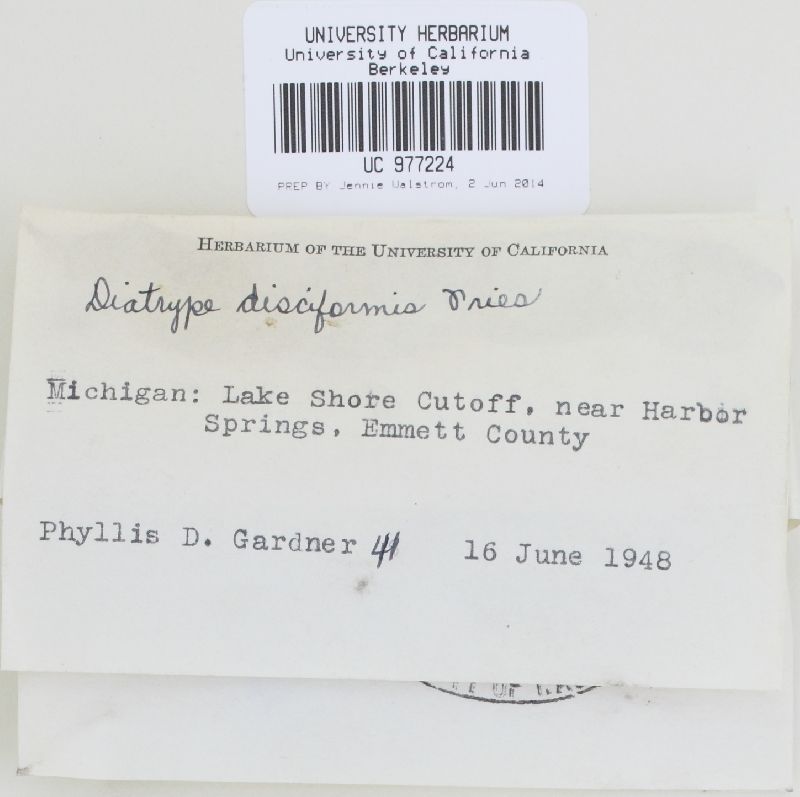 UNIVERSITY HERBARIUM
University of California
Berkeley
UC 977224
PREP BY Jennie Walstrom, 2 Jun 2014
HERBARIUM OF THE UNIVERSITY OF CALIFORNIA
Diatrype disciformis Fries
Michigan: Lake Shore Cutoff, near Harbor
Springs, Emmett County
Phyllis D. Gardner 41 16 June 1948
OF